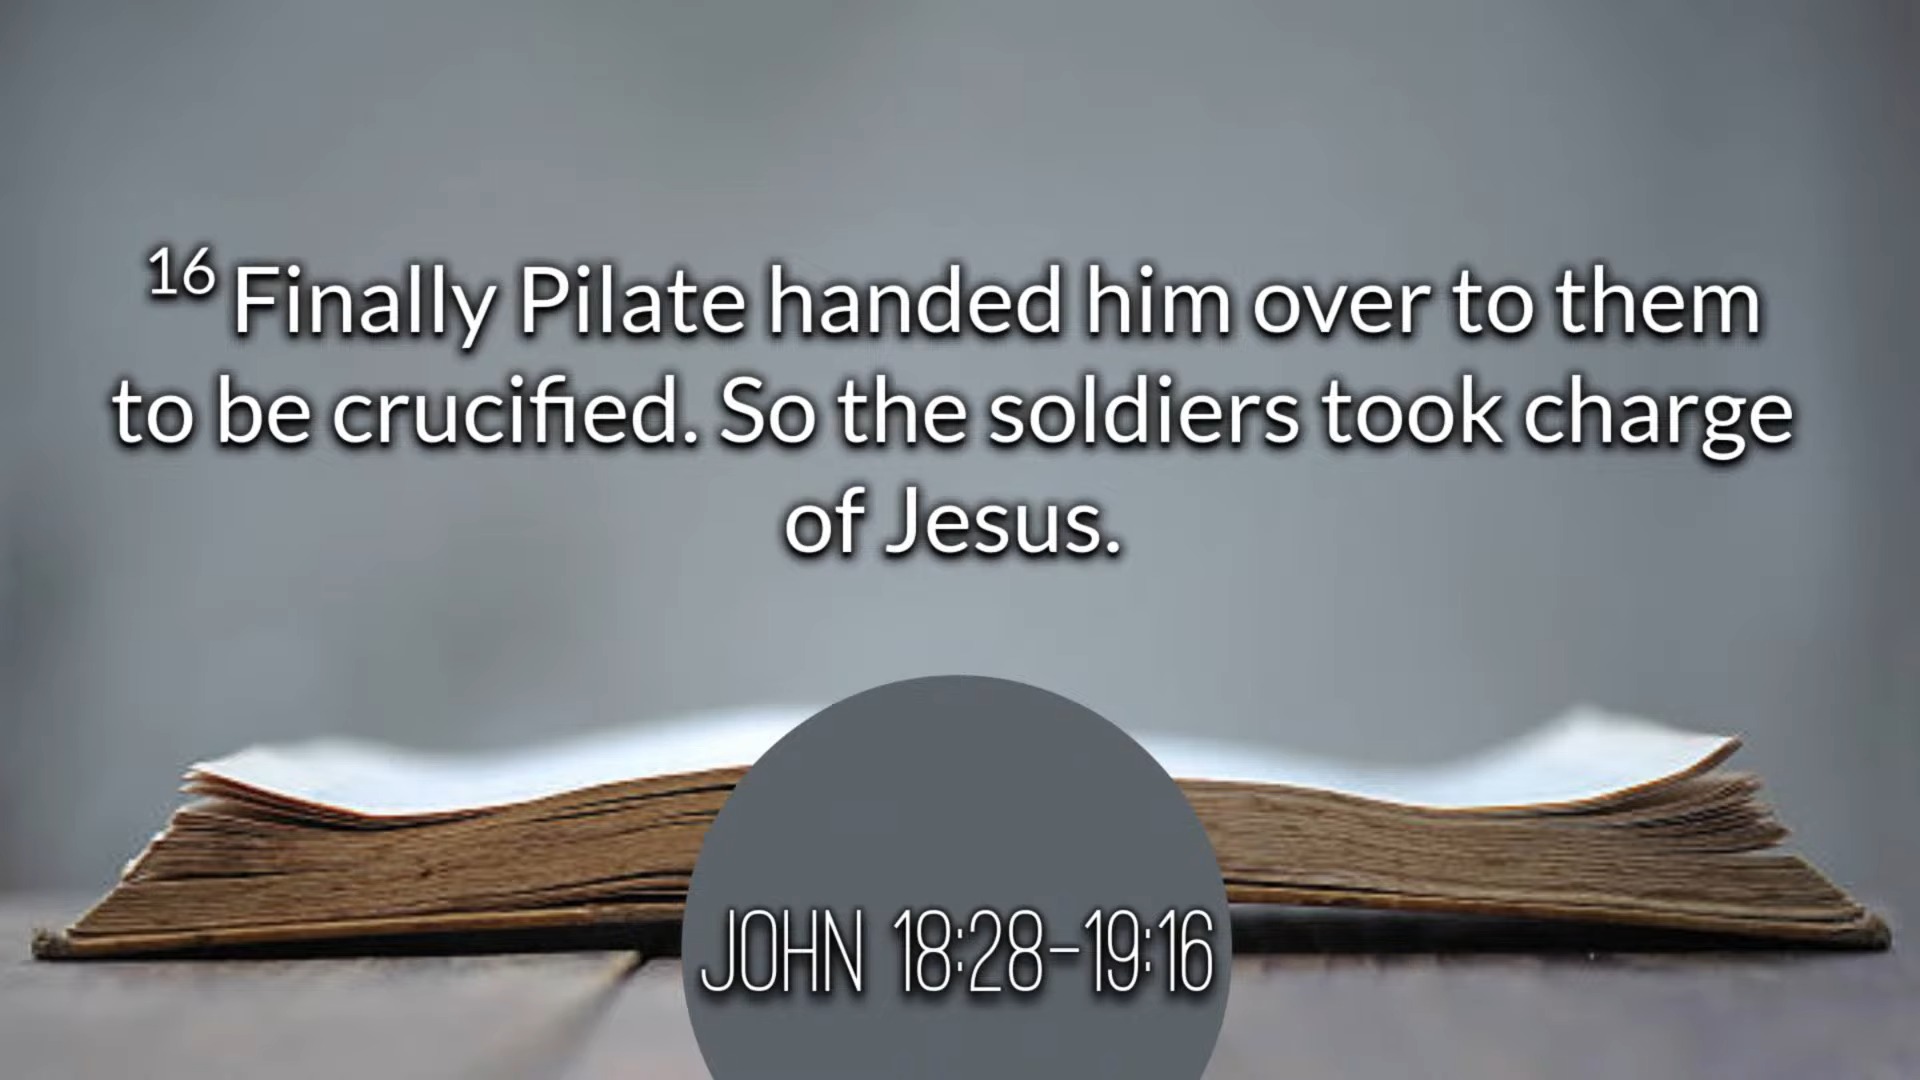 16 Finally Pilate handed him over to them
to be crucified. So the soldiers took charge
of Jesus.
JOHN 18:28-19:16